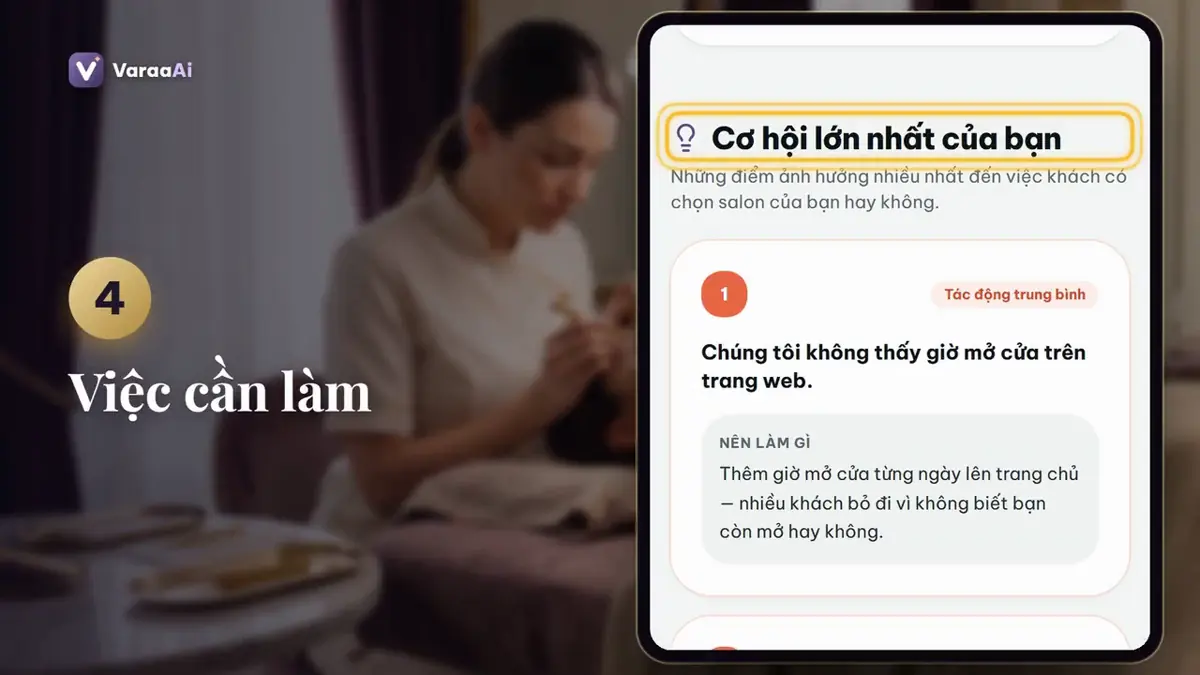 VaraaAi
4
Việc cần làm
Cơ hội lớn nhất của bạn
Những điểm ảnh hưởng nhiều nhất đến việc khách có
chọn salon của bạn hay không.
1
Tác động trung bình
Chúng tôi không thấy giờ mở cửa trên
trang web.
NÊN LÀM GÌ
Thêm giờ mở cửa từng ngày lên trang chủ
— nhiều khách bỏ đi vì không biết bạn
còn mở hay không.